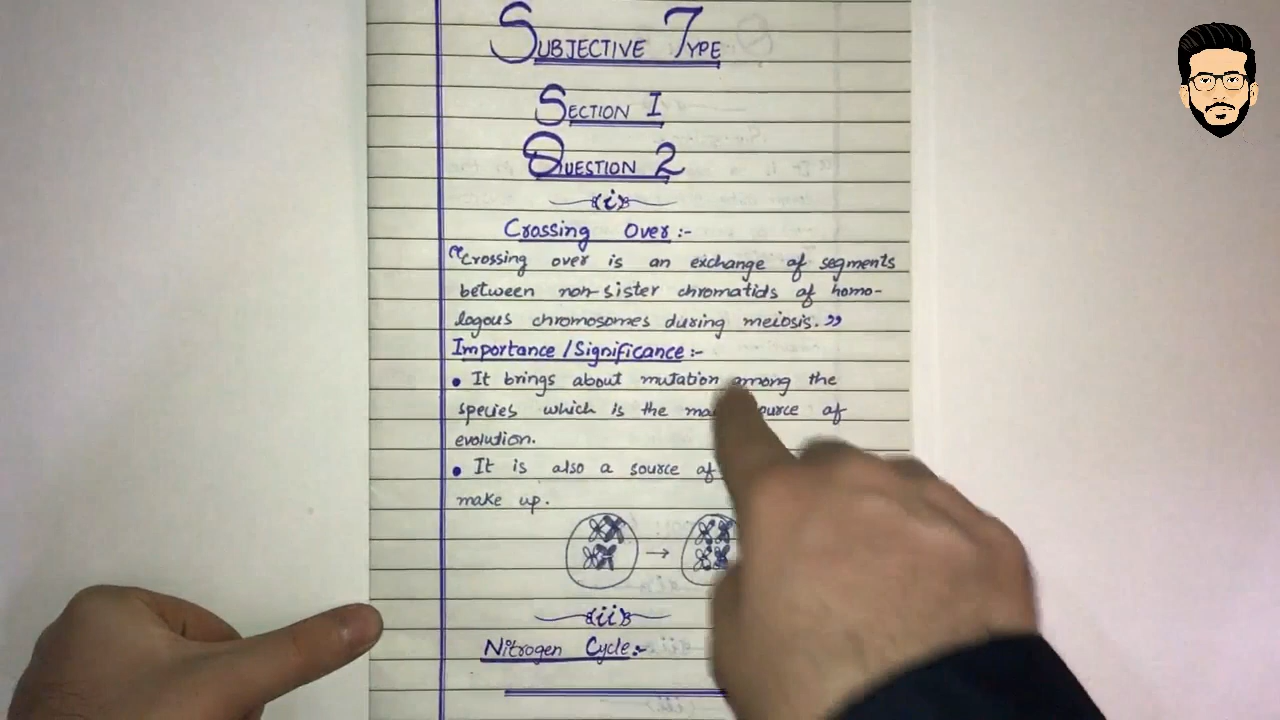 SUBJECTIVE TYPE
SECTION I
QUESTION 2
(i)
Crossing Over:-
"Crossing over is an exchange of segments
between non-sister chromatids of homo-
logous chromosomes during meiosis."
Importance/Significance:-
• It brings about mutation among the
species which is the of
evolution.
• It is also a source of
make up.
(ii)
Nitrogen Cycle:-